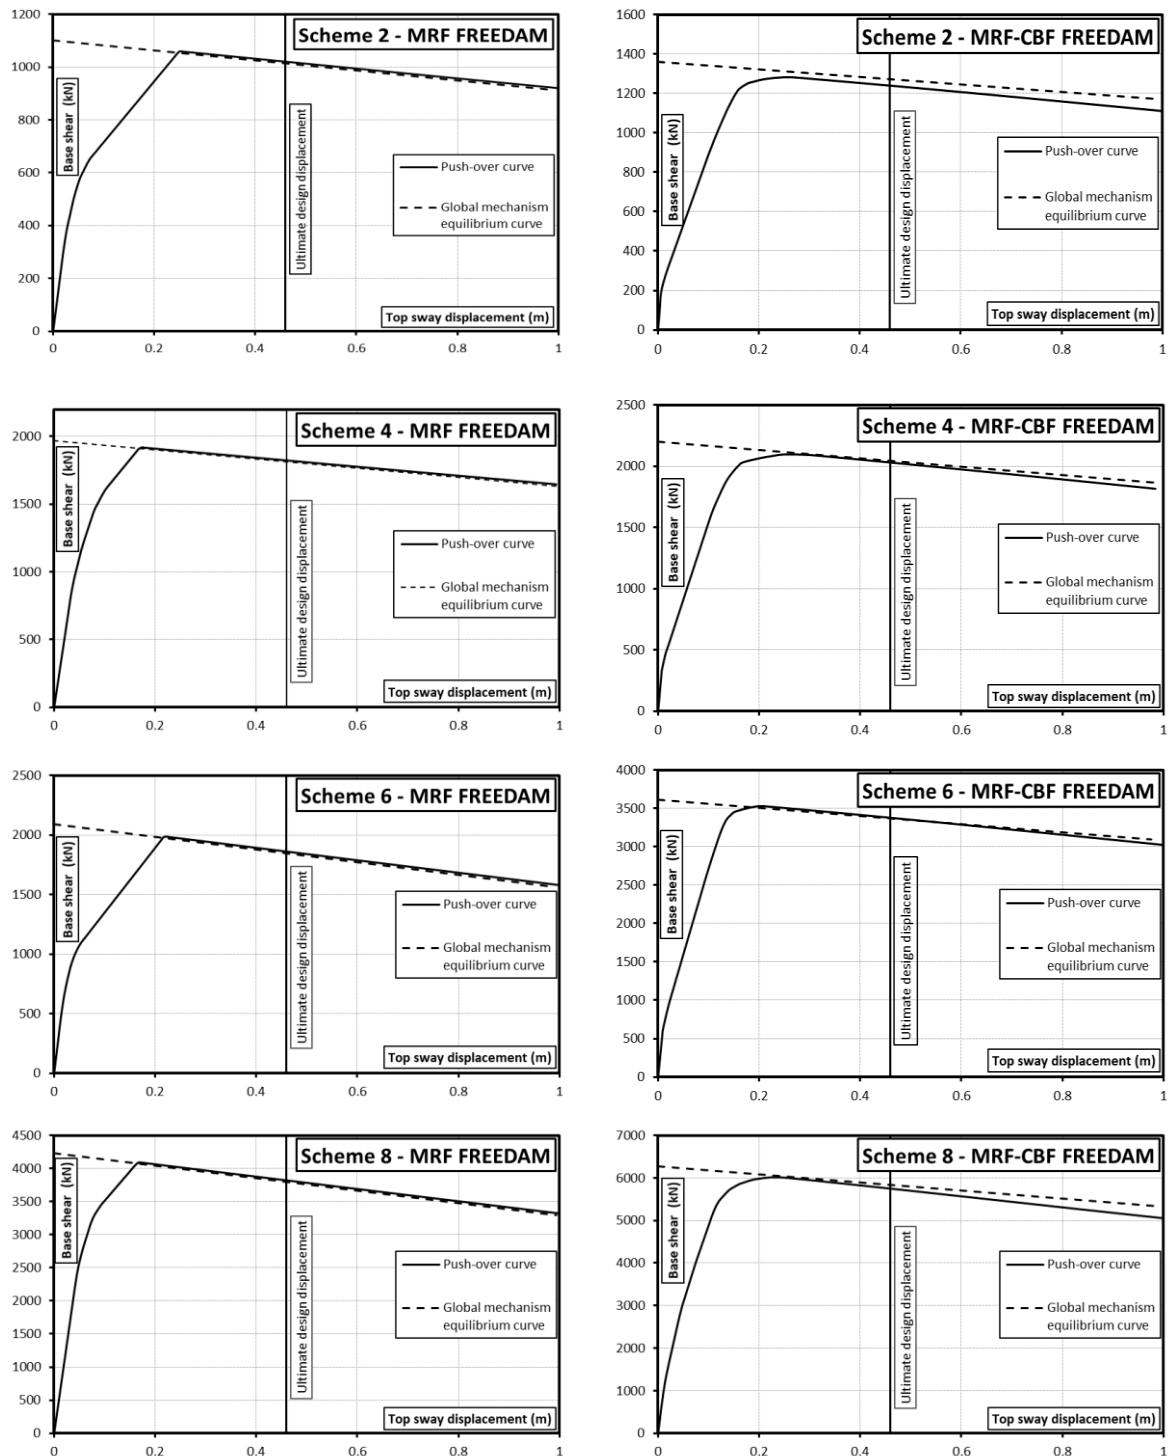 Scheme 2 - MRF FREEDAM
1200
1000
800
600
400
200
0
Base shear (kN)
Ultimate design displacement
Push-over curve
Global mechanism
equilibrium curve
Top sway displacement (m)
0
0.2
0.4
0.6
0.8
1
Scheme 2 - MRF-CBF FREEDAM
1600
1400
1200
1000
800
600
400
200
0
Base shear (kN)
Ultimate design displacement
Push-over curve
Global mechanism
equilibrium curve
Top sway displacement (m)
0
0.2
0.4
0.6
0.8
1
Scheme 4 - MRF FREEDAM
2000
1500
1000
500
0
Base shear (kN)
Ultimate design displacement
Push-over curve
Global mechanism
equilibrium curve
Top sway displacement (m)
0
0.2
0.4
0.6
0.8
1
Scheme 4 - MRF-CBF FREEDAM
2500
2000
1500
1000
500
0
Base shear (kN)
Ultimate design displacement
Push-over curve
Global mechanism
equilibrium curve
Top sway displacement (m)
0
0.2
0.4
0.6
0.8
1
Scheme 6 - MRF FREEDAM
2500
2000
1500
1000
500
0
Base shear (kN)
Ultimate design displacement
Push-over curve
Global mechanism
equilibrium curve
Top sway displacement (m)
0
0.2
0.4
0.6
0.8
1
Scheme 6 - MRF-CBF FREEDAM
4000
3500
3000
2500
2000
1500
1000
500
0
Base shear (kN)
Ultimate design displacement
Push-over curve
Global mechanism
equilibrium curve
Top sway displacement (m)
0
0.2
0.4
0.6
0.8
1
Scheme 8 - MRF FREEDAM
4500
4000
3500
3000
2500
2000
1500
1000
500
0
Base shear (kN)
Ultimate design displacement
Push-over curve
Global mechanism
equilibrium curve
Top sway displacement (m)
0
0.2
0.4
0.6
0.8
1
Scheme 8 - MRF-CBF FREEDAM
7000
6000
5000
4000
3000
2000
1000
0
Base shear (kN)
Ultimate design displacement
Push-over curve
Global mechanism
equilibrium curve
Top sway displacement (m)
0
0.2
0.4
0.6
0.8
1